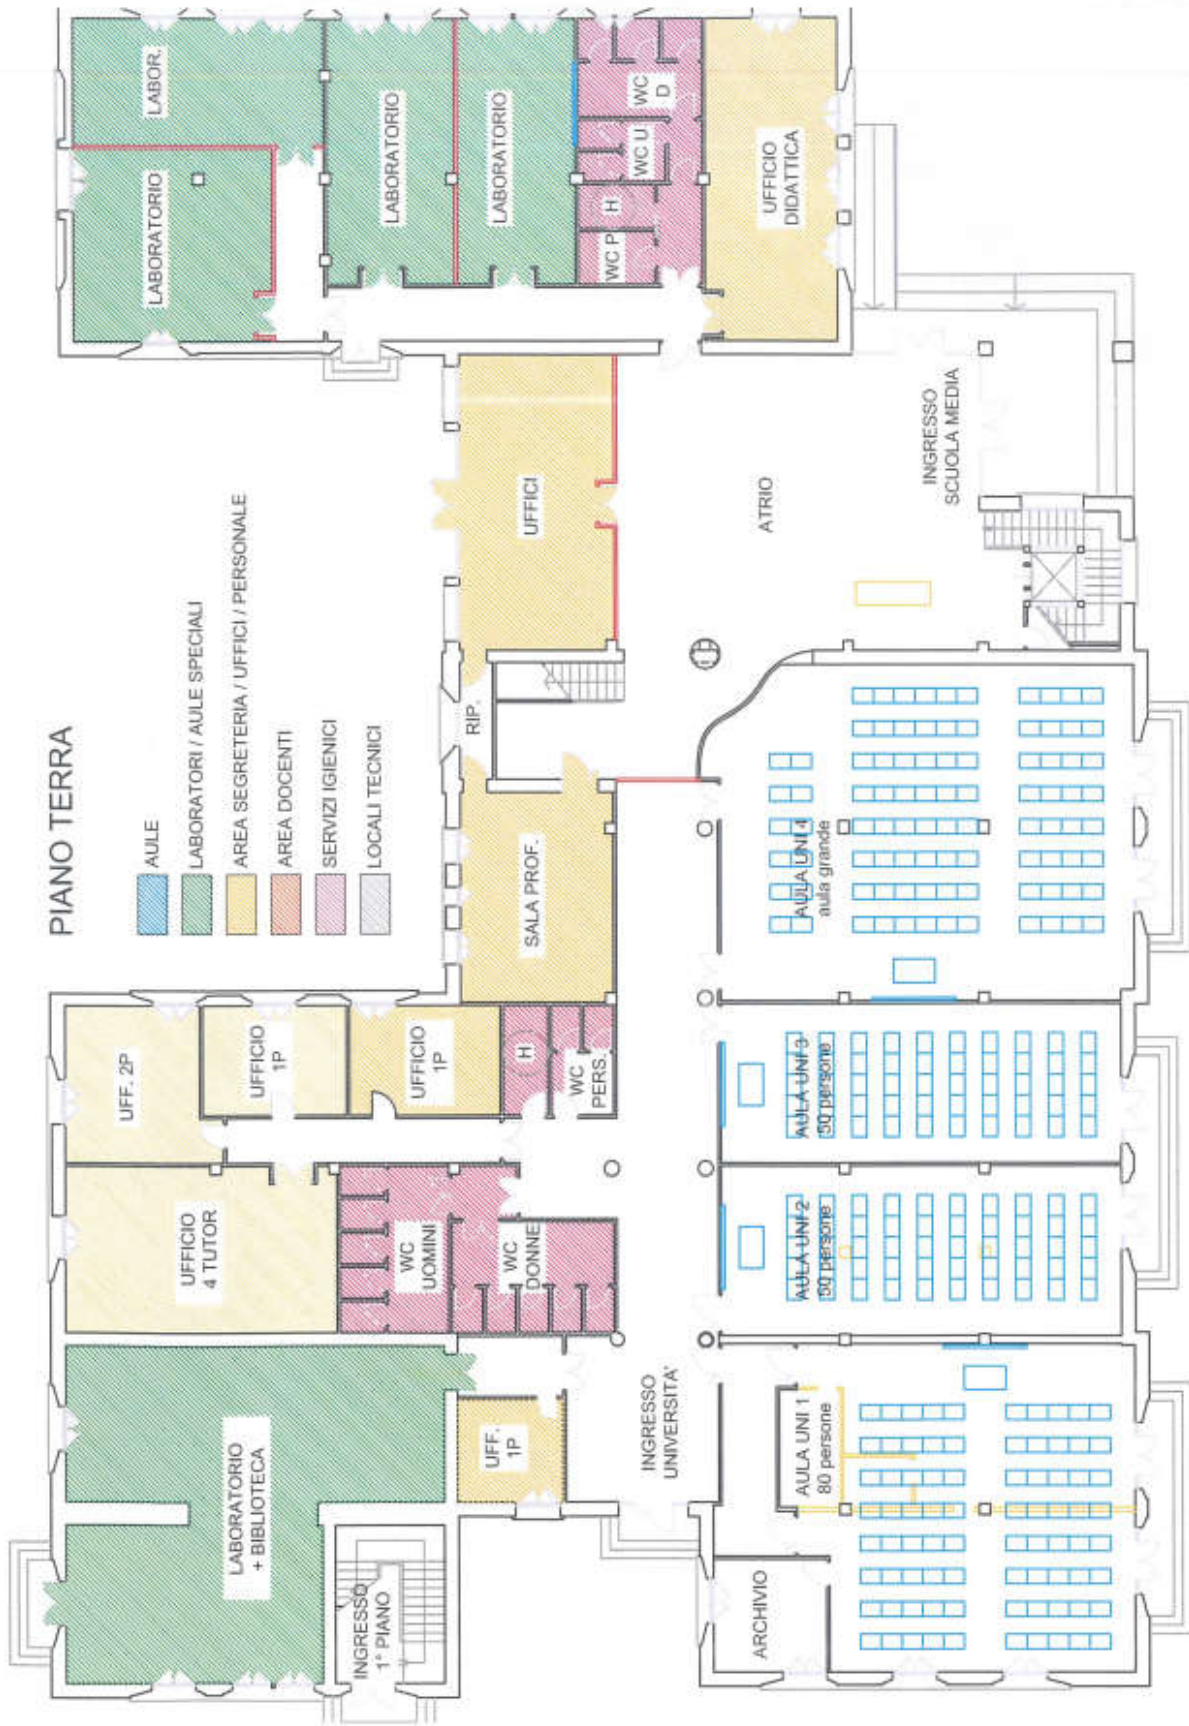 PIANO TERRA
AULE
LABORATORI / AULE SPECIALI
AREA SEGRETERIA / UFFICI / PERSONALE
AREA DOCENTI
SERVIZI IGIENICI
LOCALI TECNICI
LABORATORIO
+ BIBLIOTECA
INGRESSO
1° PIANO
UFFICIO
4 TUTOR
UFF. 2P
UFFICIO
1P
UFFICIO
1P
WC
UOMINI
WC
DONNE
H
WC
PERS.
UFF.
1P
INGRESSO
UNIVERSITA'
ARCHIVIO
AULA UNI 1
80 persone
AULA UNI 2
50 persone
AULA UNI 3
50 persone
AULA UNI 4
aula grande
SALA PROF.
RIP.
UFFICI
ATRIO
INGRESSO
SCUOLA MEDIA
LABORATORIO
LABOR.
LABORATORIO
LABORATORIO
WC P
H
WC U
WC
D
UFFICIO
DIDATTICA